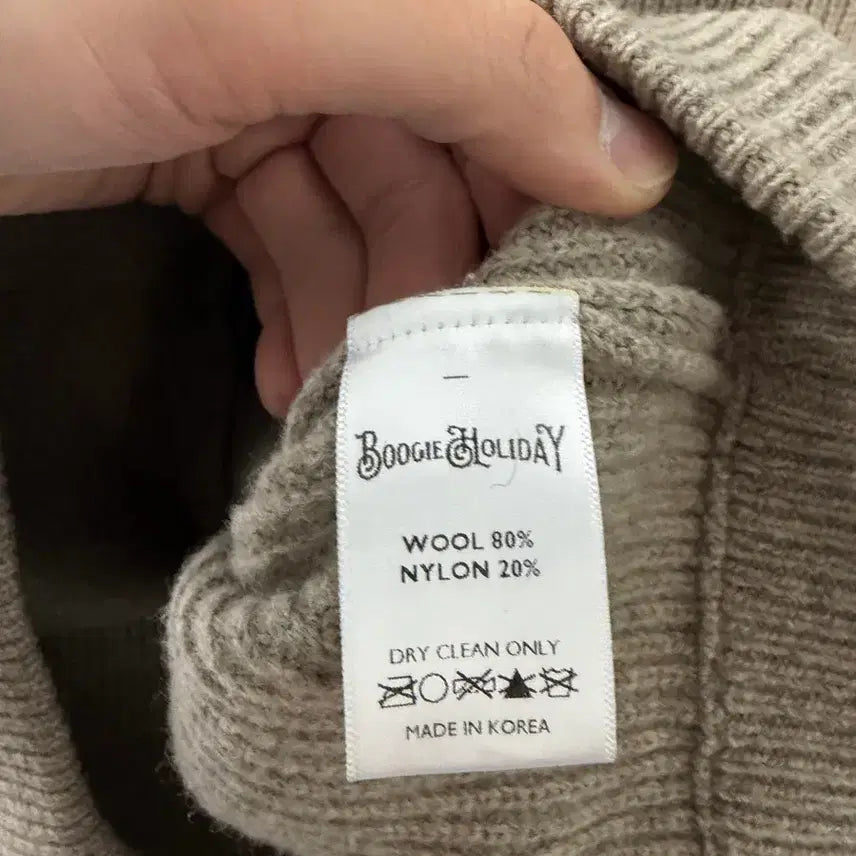 BOOGIE HOLIDAY
WOOL 80%
NYLON 20%
DRY CLEAN ONLY
MADE IN KOREA